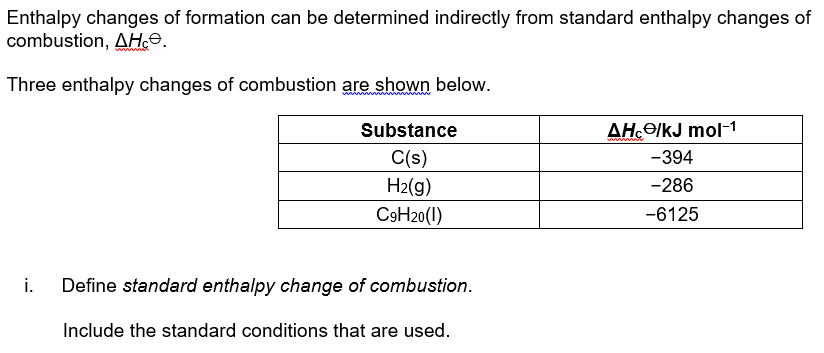 Enthalpy changes of formation can be determined indirectly from standard enthalpy changes of
combustion, ΔHc⊖.
Three enthalpy changes of combustion are shown below.
Substance ΔHc⊖/kJ mol−1
C(s) −394
H2(g) −286
C9H20(l) −6125
i. Define standard enthalpy change of combustion.
Include the standard conditions that are used.